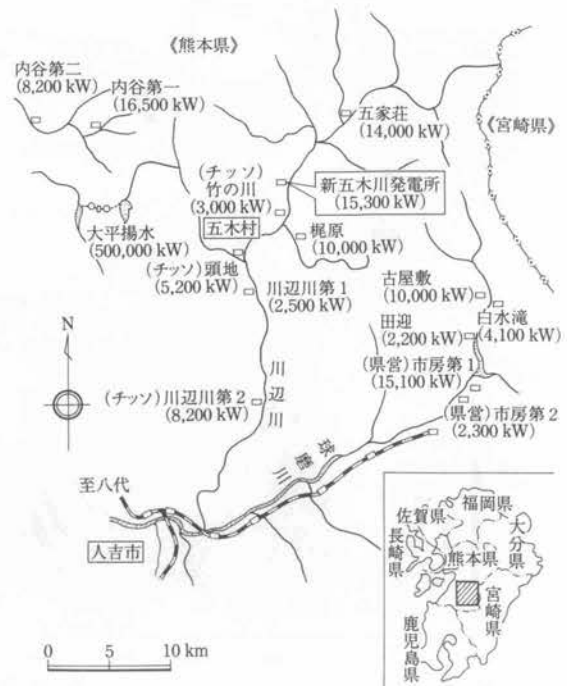 《熊本県》
内谷第二
(8,200 kW)
内谷第一
(16,500 kW)
五家荘
(14,000 kW)
《宮崎県》
(チッソ)
竹の川
(3,000 kW)
新五木川発電所
(15,300 kW)
五木村
大平揚水
(500,000 kW)
梶原
(10,000 kW)
(チッソ)頭地
(5,200 kW)
川辺川第1
(2,500 kW)
古屋敷
(10,000 kW)
白水滝
(4,100 kW)
田迎
(2,200 kW)
(県営)市房第1
(15,100 kW)
N
(チッソ)川辺川第2
(8,200 kW)
川辺川
(県営)市房第2
(2,300 kW)
球磨川
至八代
人吉市
福岡県
佐賀県
大分県
長崎県
熊本県
宮崎県
鹿児島県
0 5 10 km